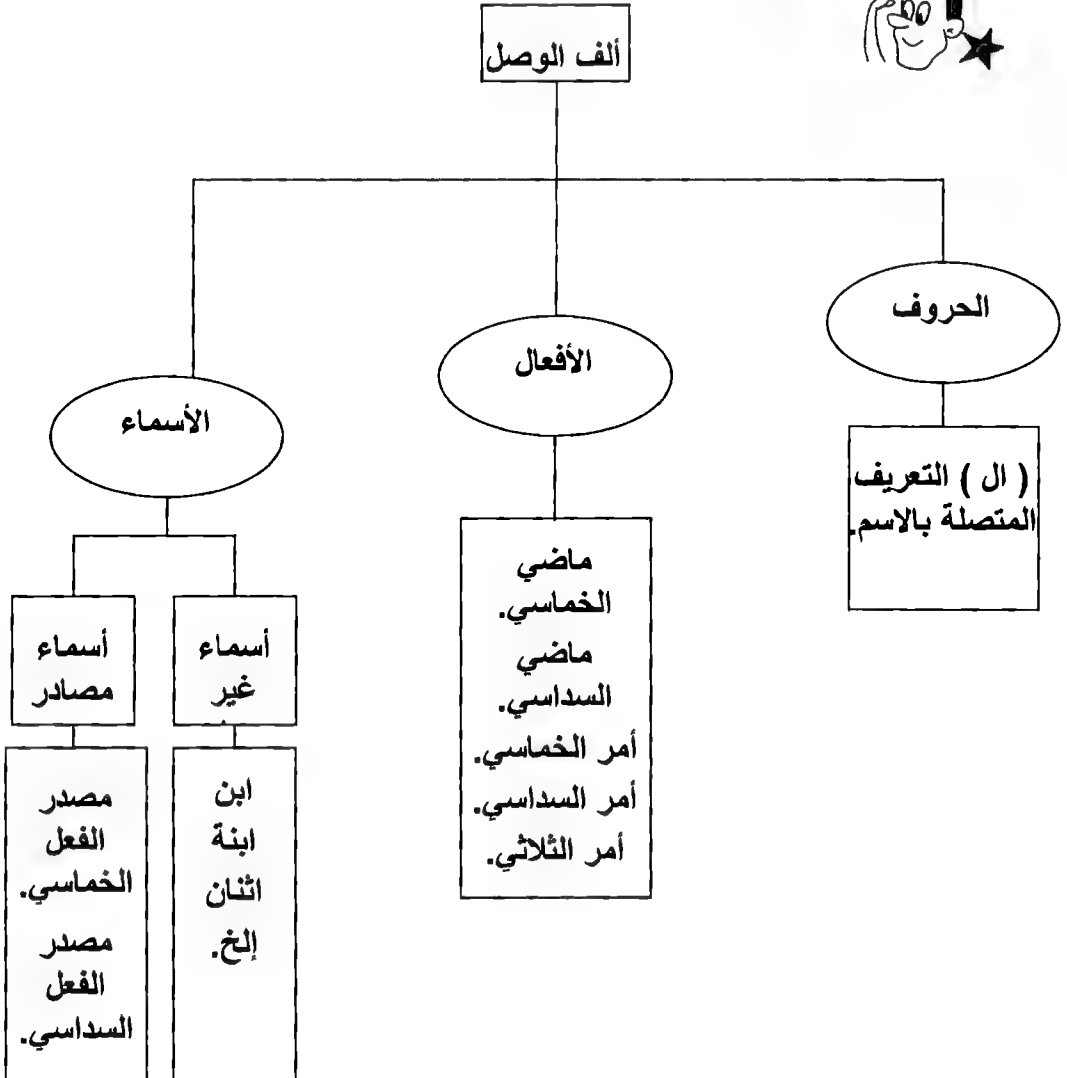 ألف الوصل
الحروف
( ال ) التعريف
المتصلة بالاسم.
الأفعال
ماضي
الخماسي.
ماضي
السداسي.
أمر الخماسي.
أمر السداسي.
أمر الثلاثي.
الأسماء
أسماء
غير
ابن
ابنة
اثنان
إلخ.
أسماء
مصادر
مصدر
الفعل
الخماسي.
مصدر
الفعل
السداسي.